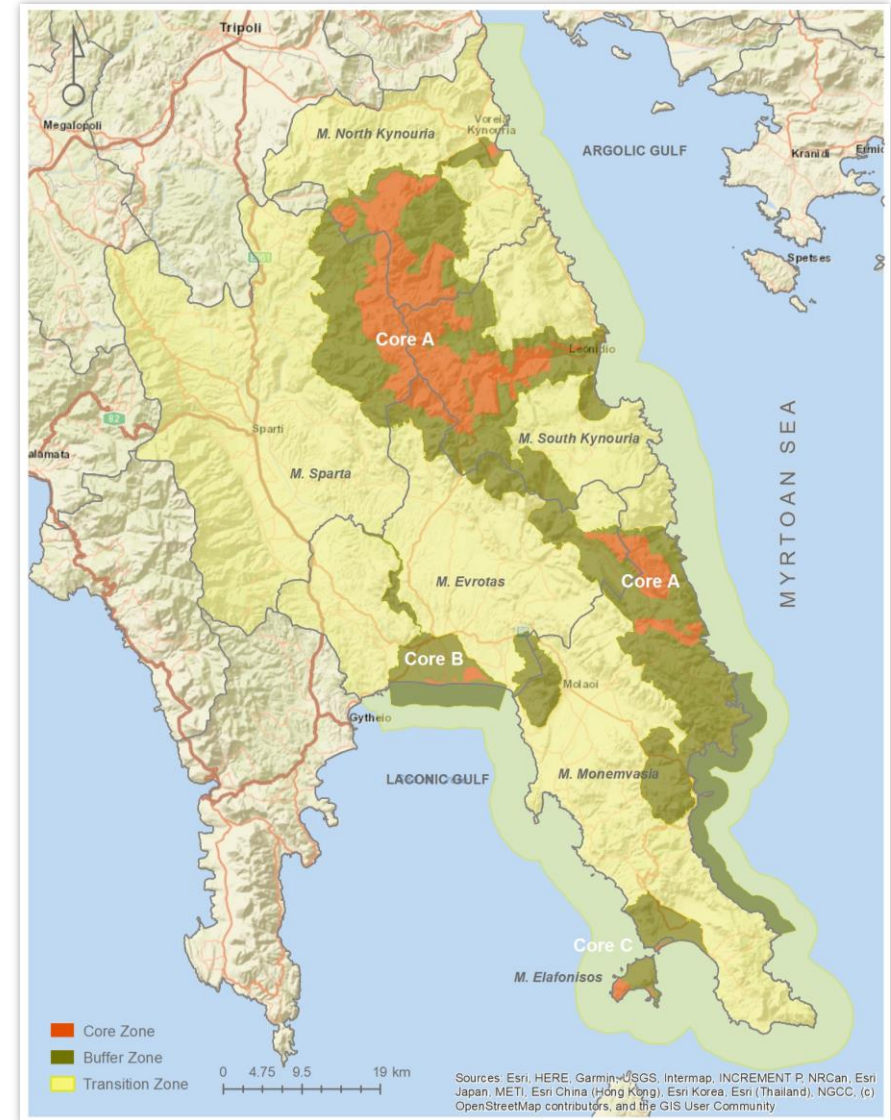 Tripoli
Megalopoli
M. North Kynouria
Voreia
Kynouria
ARGOLIC GULF
Kranidi
Ermio
Spetses
Core A
Leonidio
92
alamata
Sparti
M. South Kynouria
M. Sparta
MYRTOAN SEA
Core A
M. Evrotas
Core B
Molaoi
Gytheio
LACONIC GULF
M. Monemvasia
Core C
M. Elafonisos
Core Zone
Buffer Zone
Transition Zone
0 4.75 9.5 19 km
Sources: Esri, HERE, Garmin, USGS, Intermap, INCREMENT P, NRCan, Esri
Japan, METI, Esri China (Hong Kong), Esri Korea, Esri (Thailand), NGCC, (c)
OpenStreetMap contributors, and the GIS User Community